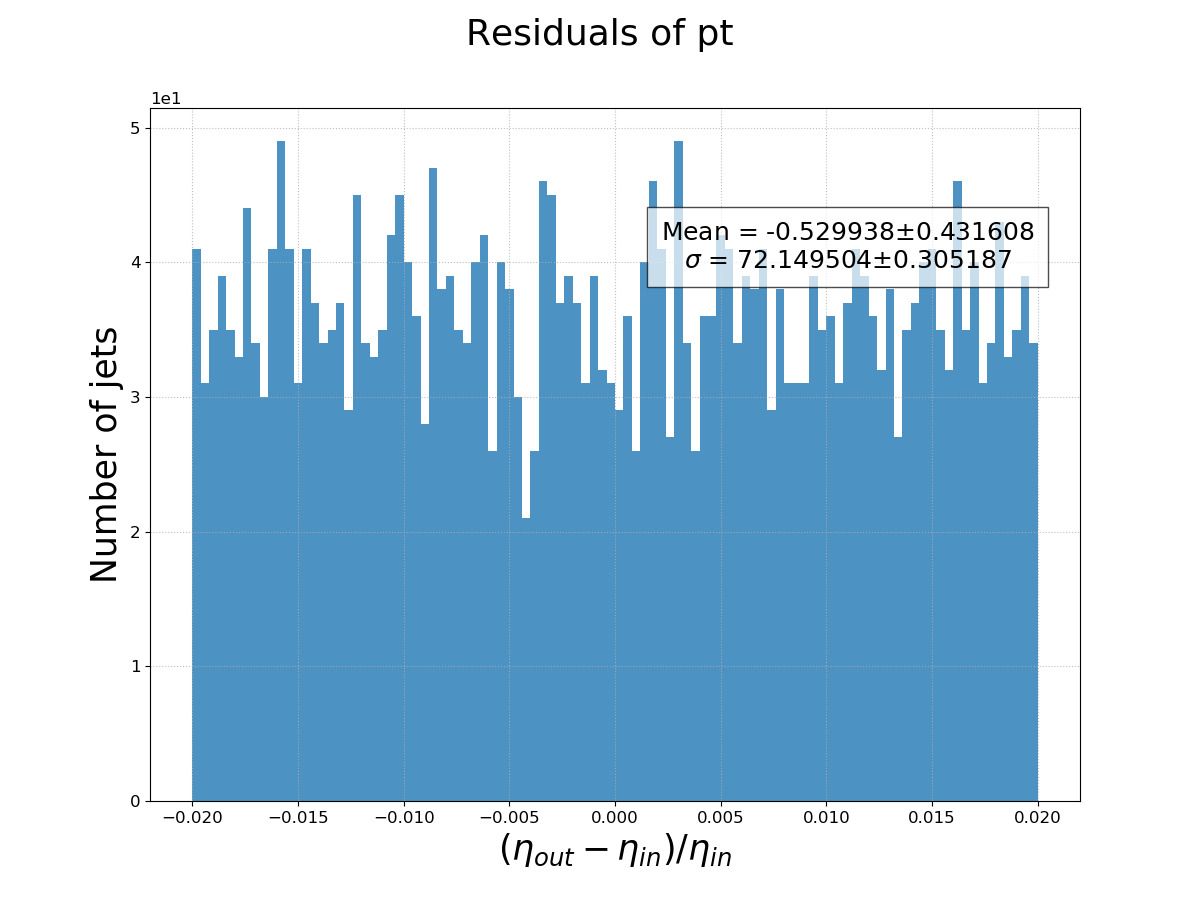 Residuals of pt
1e1
5
4
3
2
1
0
Number of jets
Mean = -0.529938±0.431608
σ = 72.149504±0.305187
−0.020 −0.015 −0.010 −0.005 0.000 0.005 0.010 0.015 0.020
(η_out − η_in)/η_in